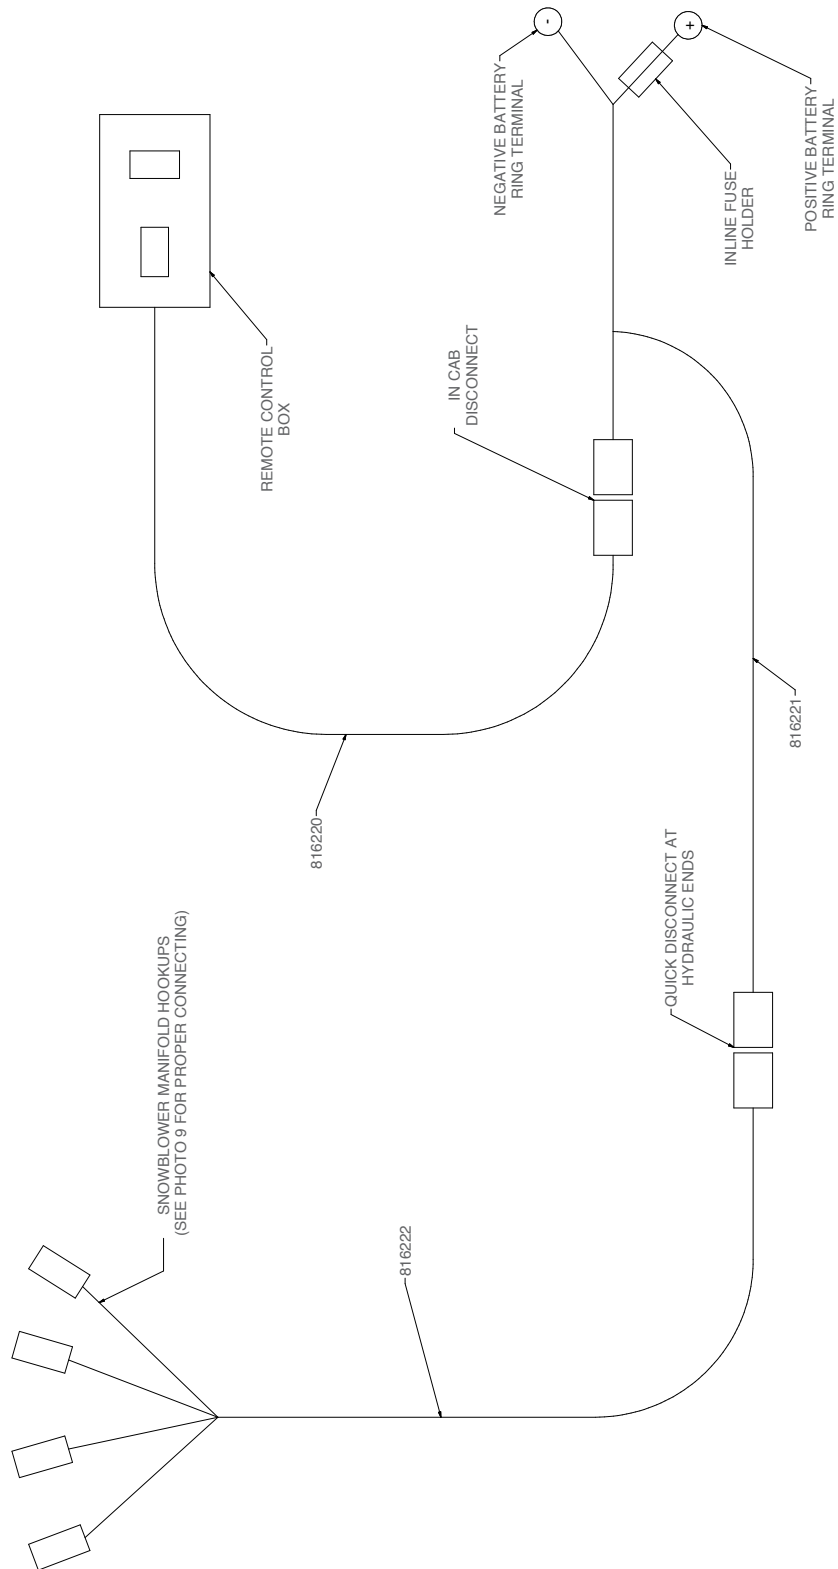 SNOWBLOWER MANIFOLD HOOKUPS
(SEE PHOTO 9 FOR PROPER CONNECTING)
REMOTE CONTROL
BOX
816220
816222
IN CAB
DISCONNECT
NEGATIVE BATTERY
RING TERMINAL
-
+
INLINE FUSE
HOLDER
POSITIVE BATTERY
RING TERMINAL
QUICK DISCONNECT AT
HYDRAULIC ENDS
816221